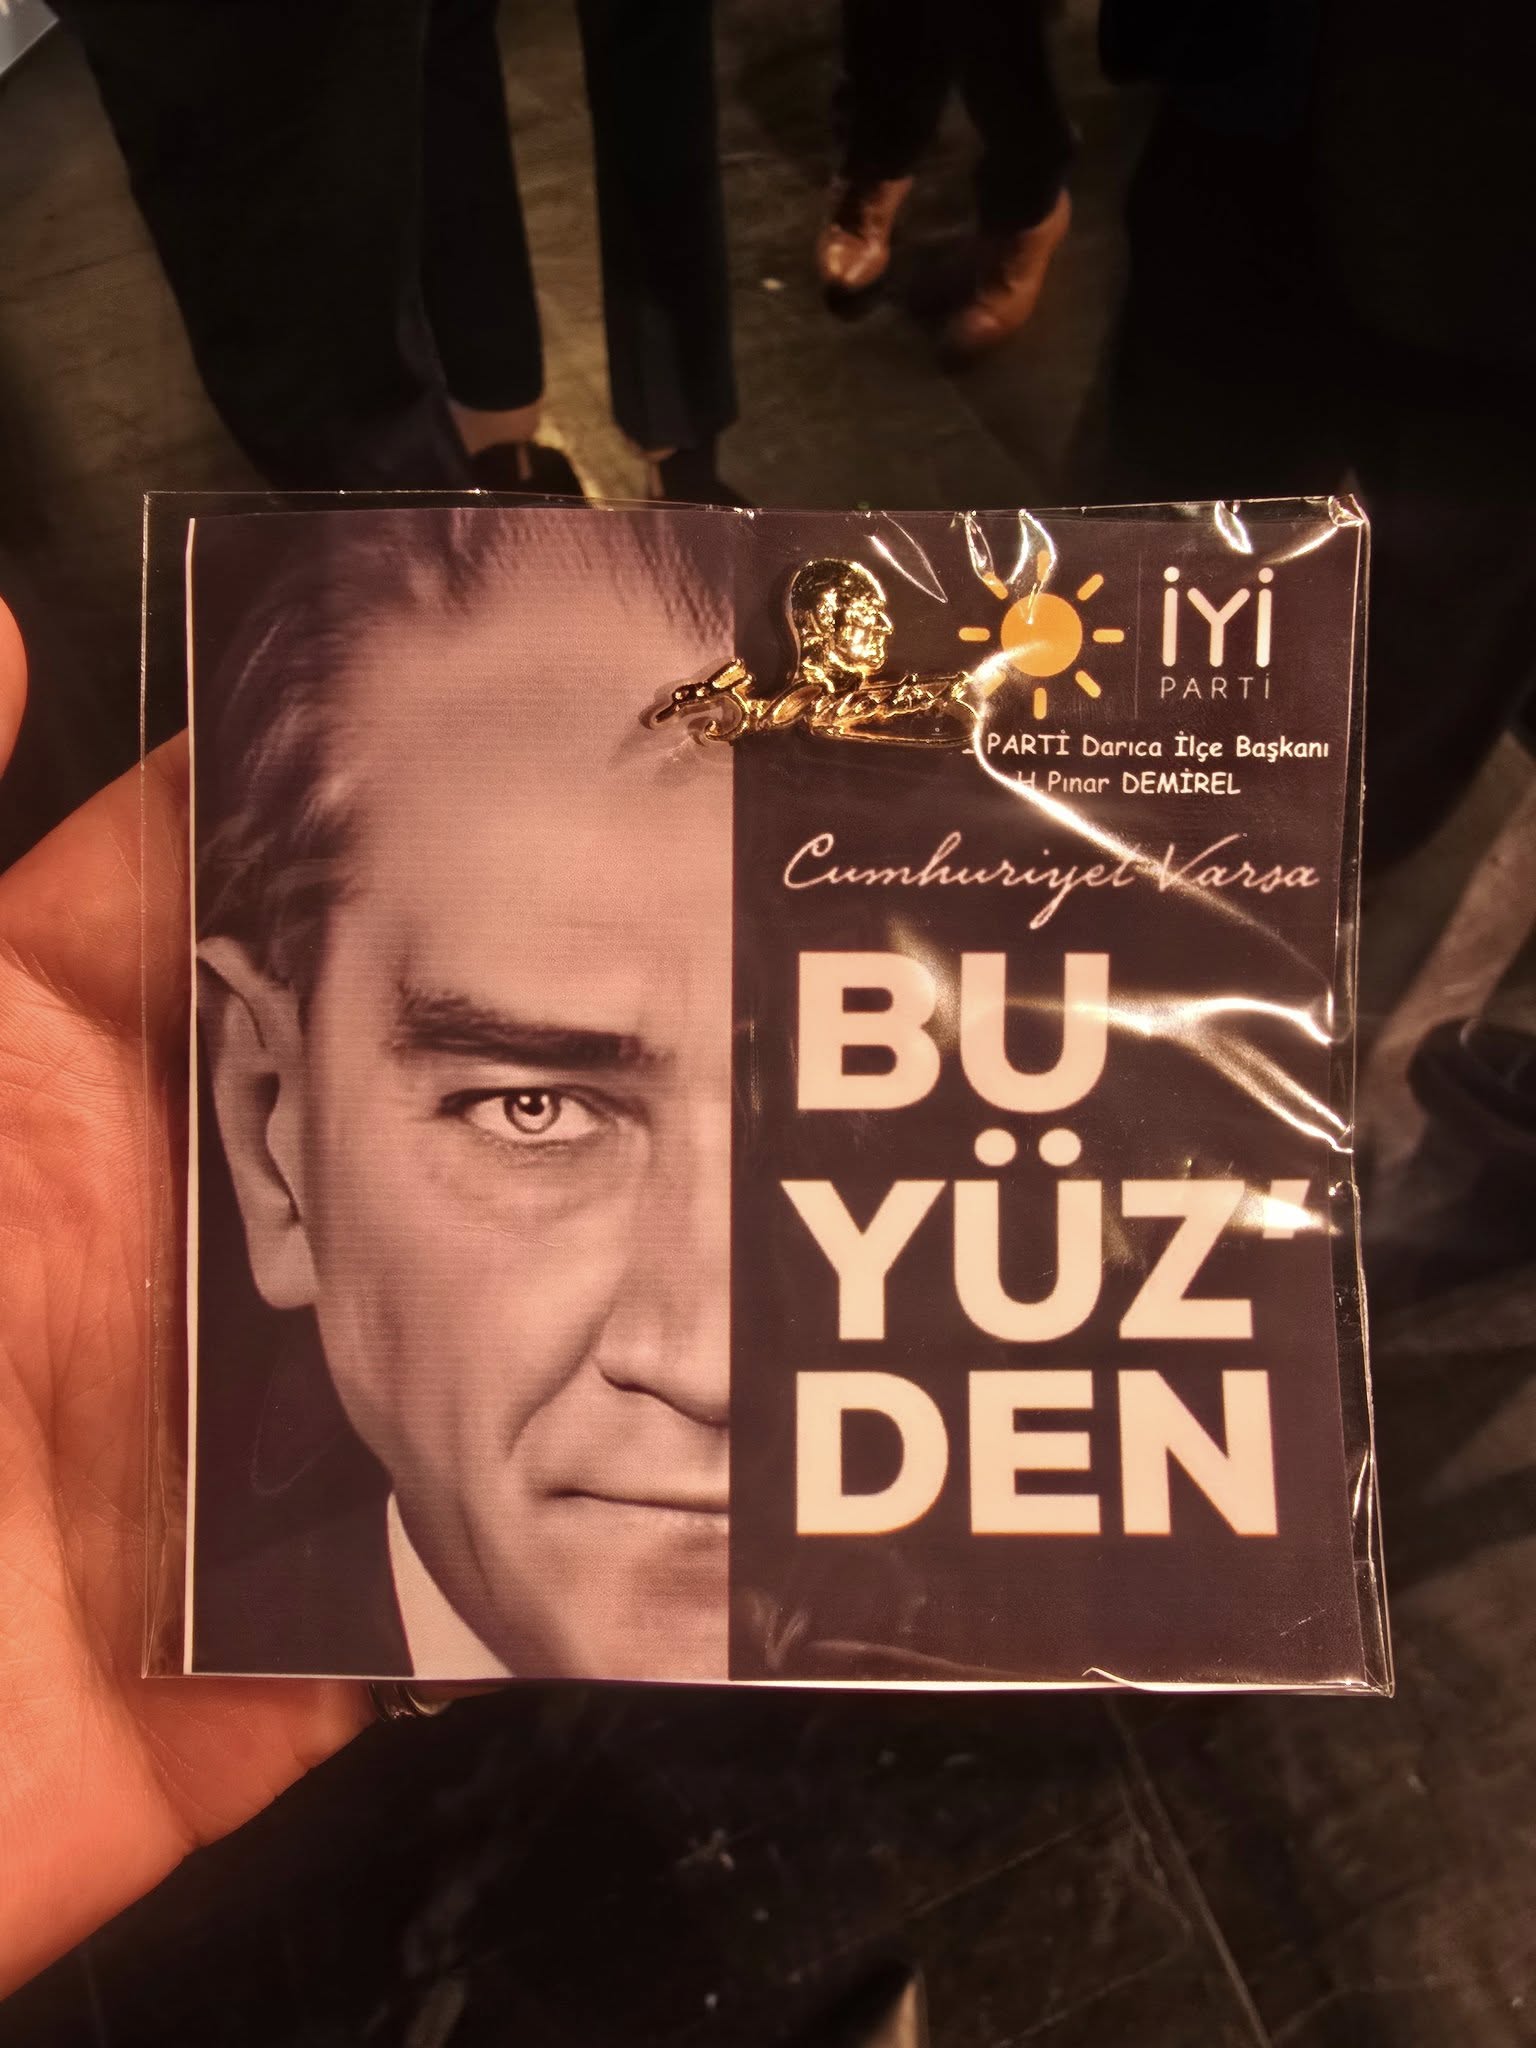 İYİ
PARTİ
PARTİ Darıca İlçe Başkanı
H.Pınar DEMİREL
Cumhuriyet Varsa
BU
YÜZ'
DEN